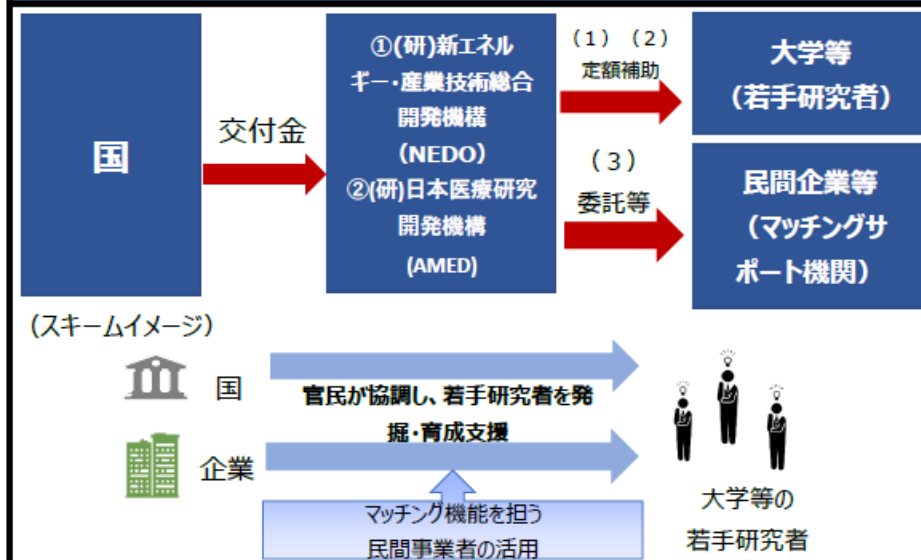 国
交付金
①(研)新エネル
ギー・産業技術総合
開発機構
（NEDO）
②(研)日本医療研究
開発機構
(AMED)
（１）（２）
定額補助
大学等
（若手研究者）
（３）
委託等
民間企業等
（マッチングサ
ポート機関）
（スキームイメージ）
国
官民が協調し、若手研究者を発
掘・育成支援
企業
マッチング機能を担う
民間事業者の活用
大学等の
若手研究者